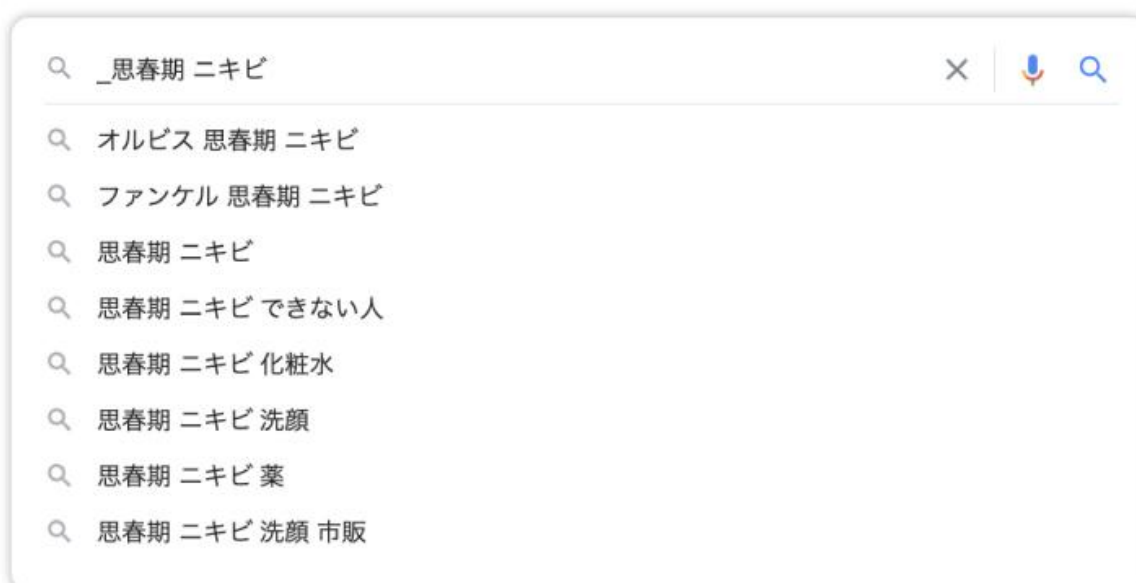 _思春期 ニキビ
オルビス 思春期 ニキビ
ファンケル 思春期 ニキビ
思春期 ニキビ
思春期 ニキビ できない人
思春期 ニキビ 化粧水
思春期 ニキビ 洗顔
思春期 ニキビ 薬
思春期 ニキビ 洗顔 市販